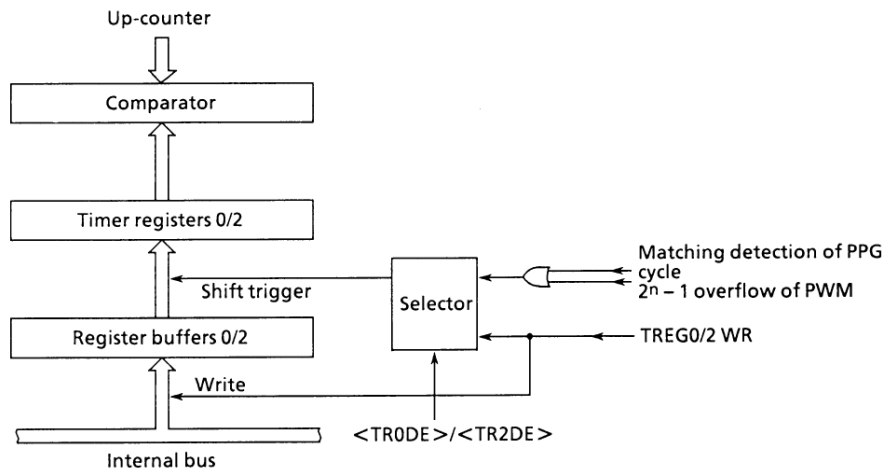 Up-counter
Comparator
Timer registers 0/2
Matching detection of PPG
cycle
Shift trigger
Selector
2ⁿ – 1 overflow of PWM
Register buffers 0/2
TREG0/2 WR
Write
<TR0DE>/<TR2DE>
Internal bus